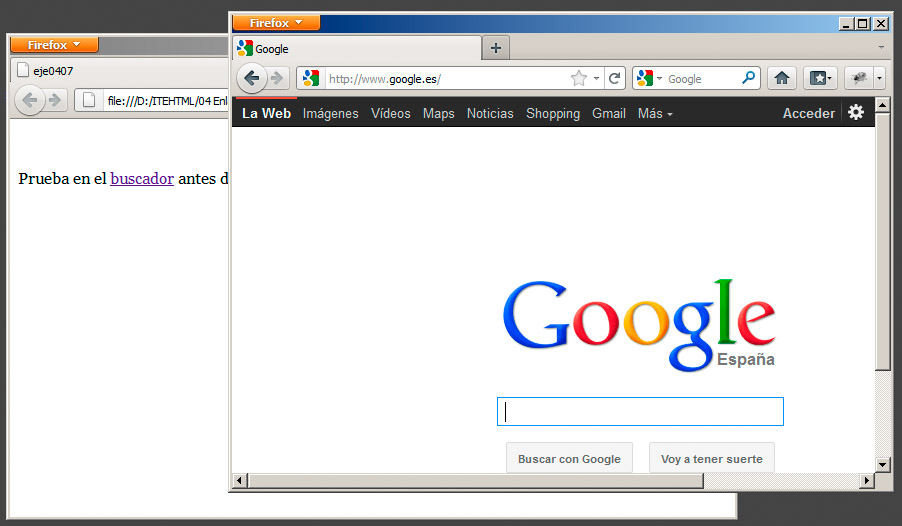 Firefox
eje0407
file:///D:/ITEHTML/04 Enl
Prueba en el buscador antes d
Firefox
Google
http://www.google.es/
Google
La Web Imágenes Vídeos Maps Noticias Shopping Gmail Más Acceder
Google
España
Buscar con Google Voy a tener suerte